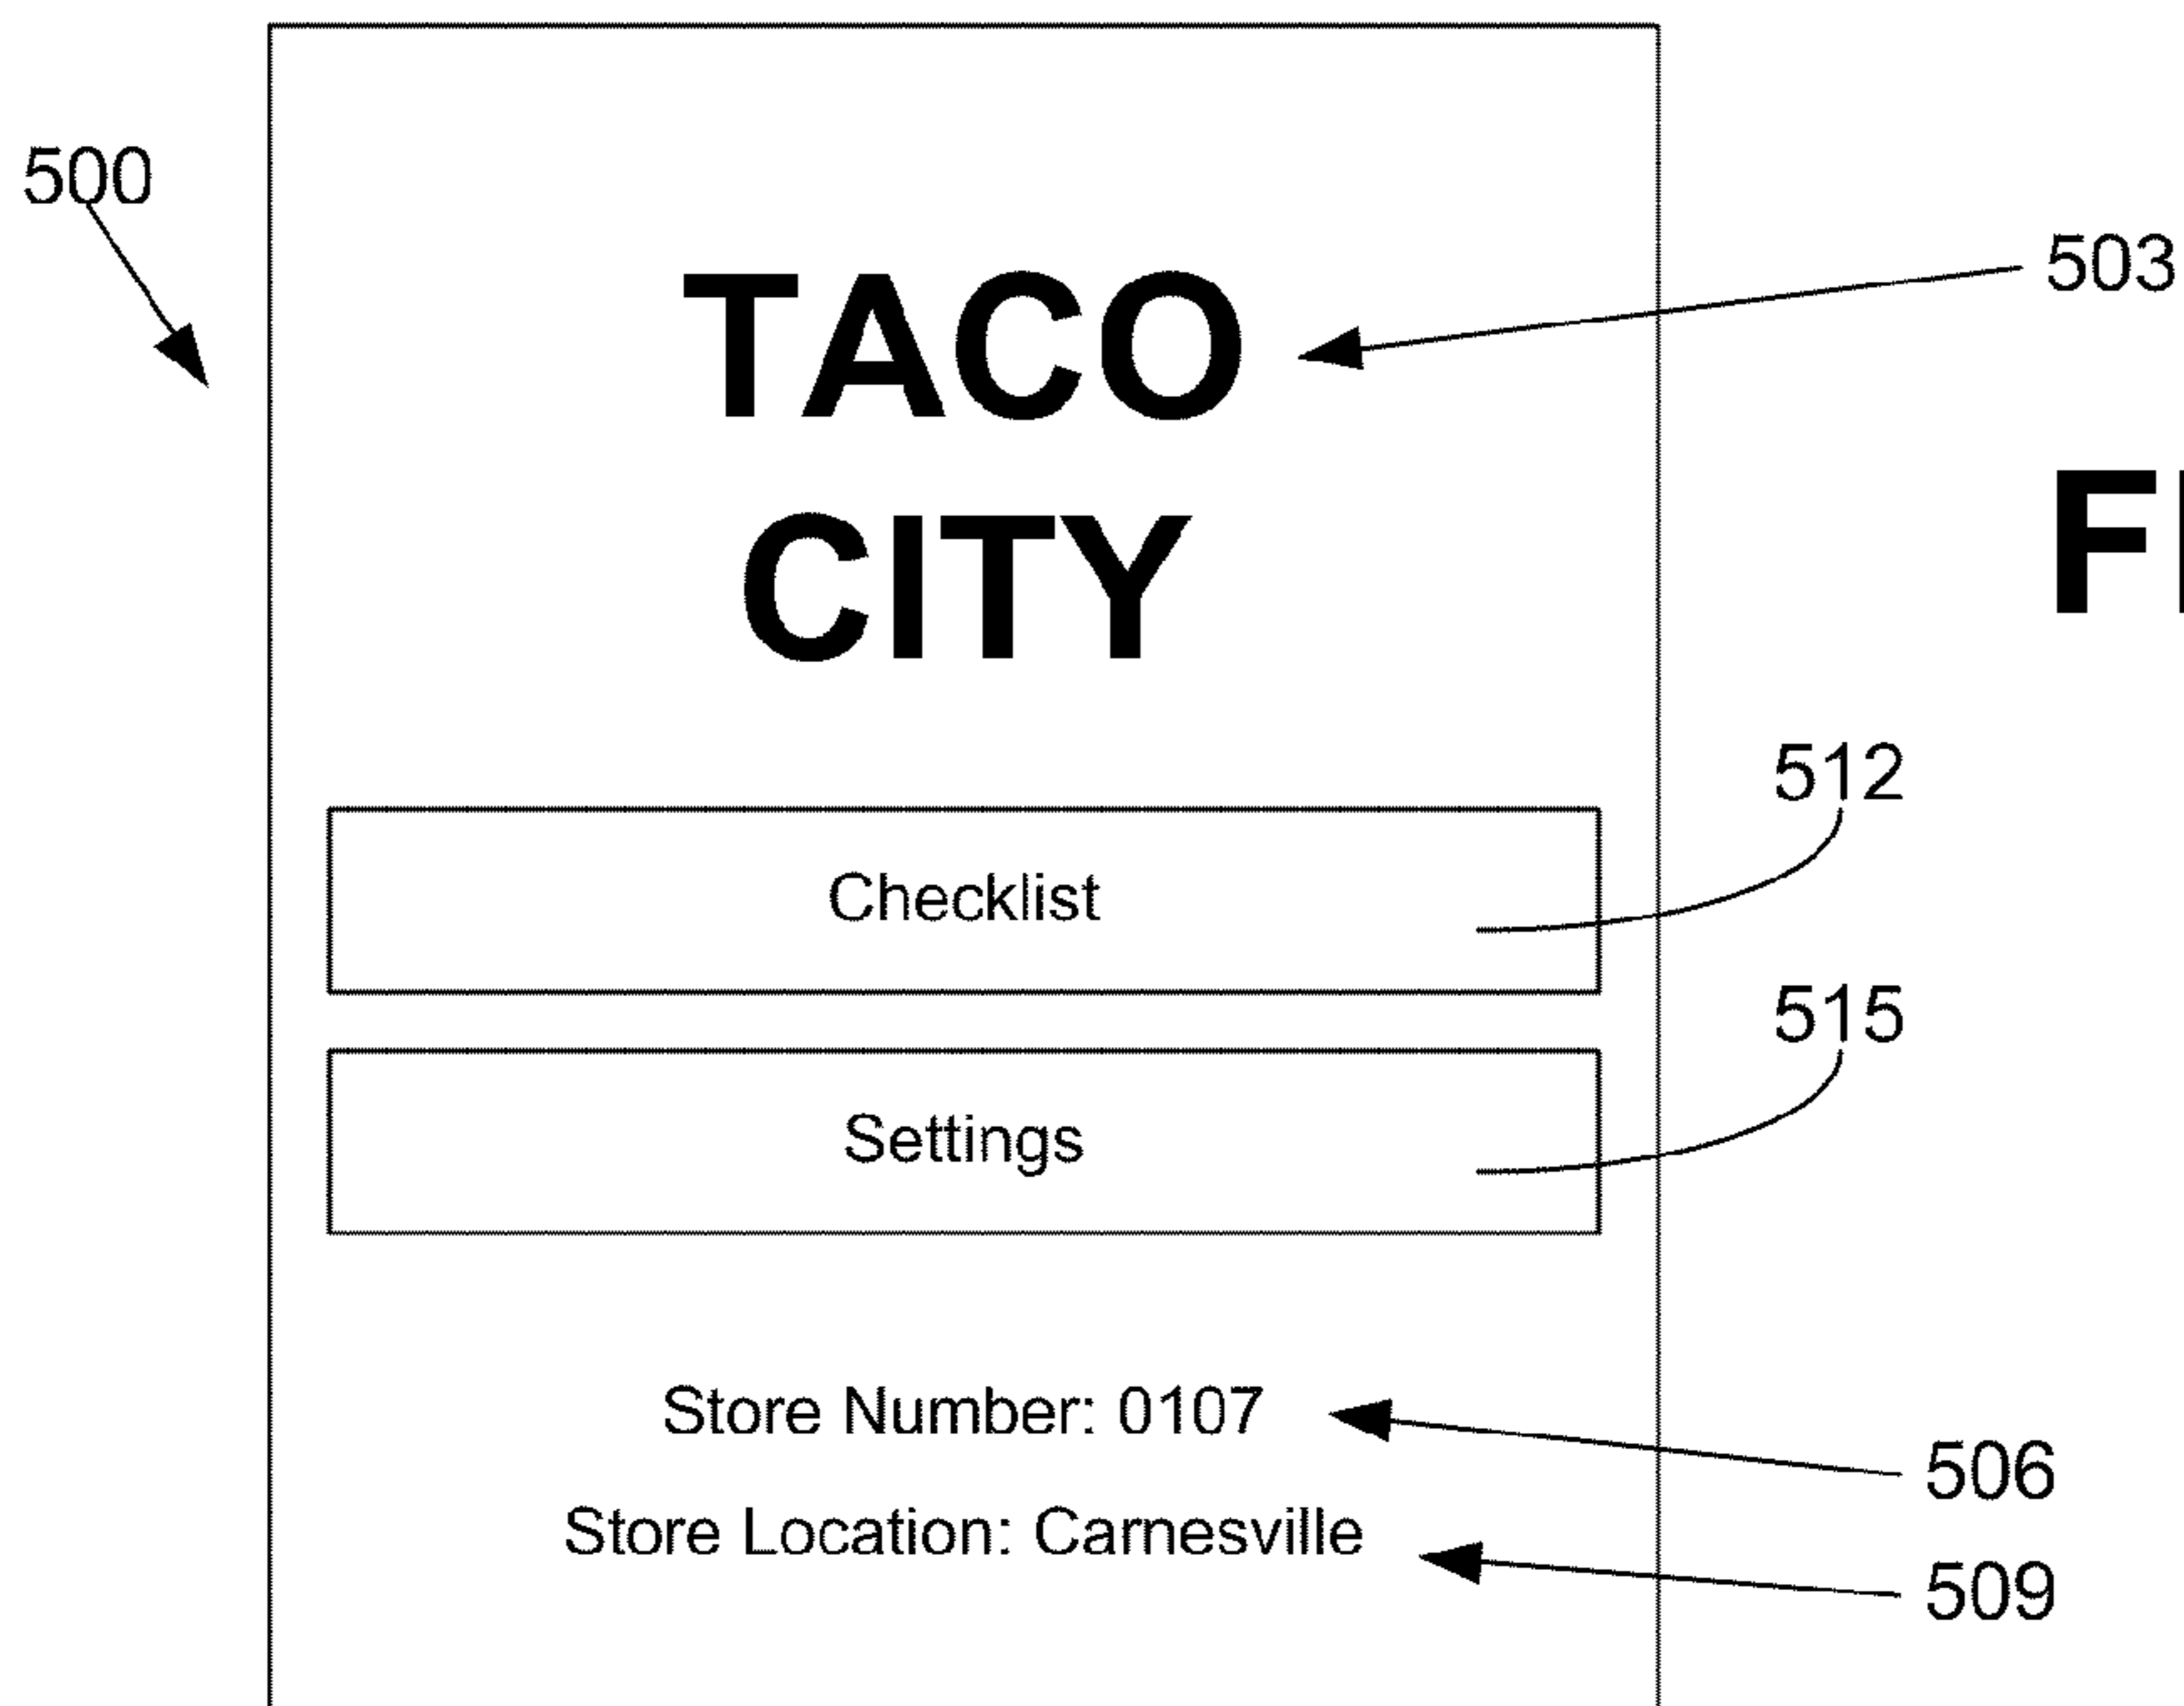 500
503
TACO
CITY
512
Checklist
515
Settings
Store Number: 0107
506
Store Location: Carnesville
509